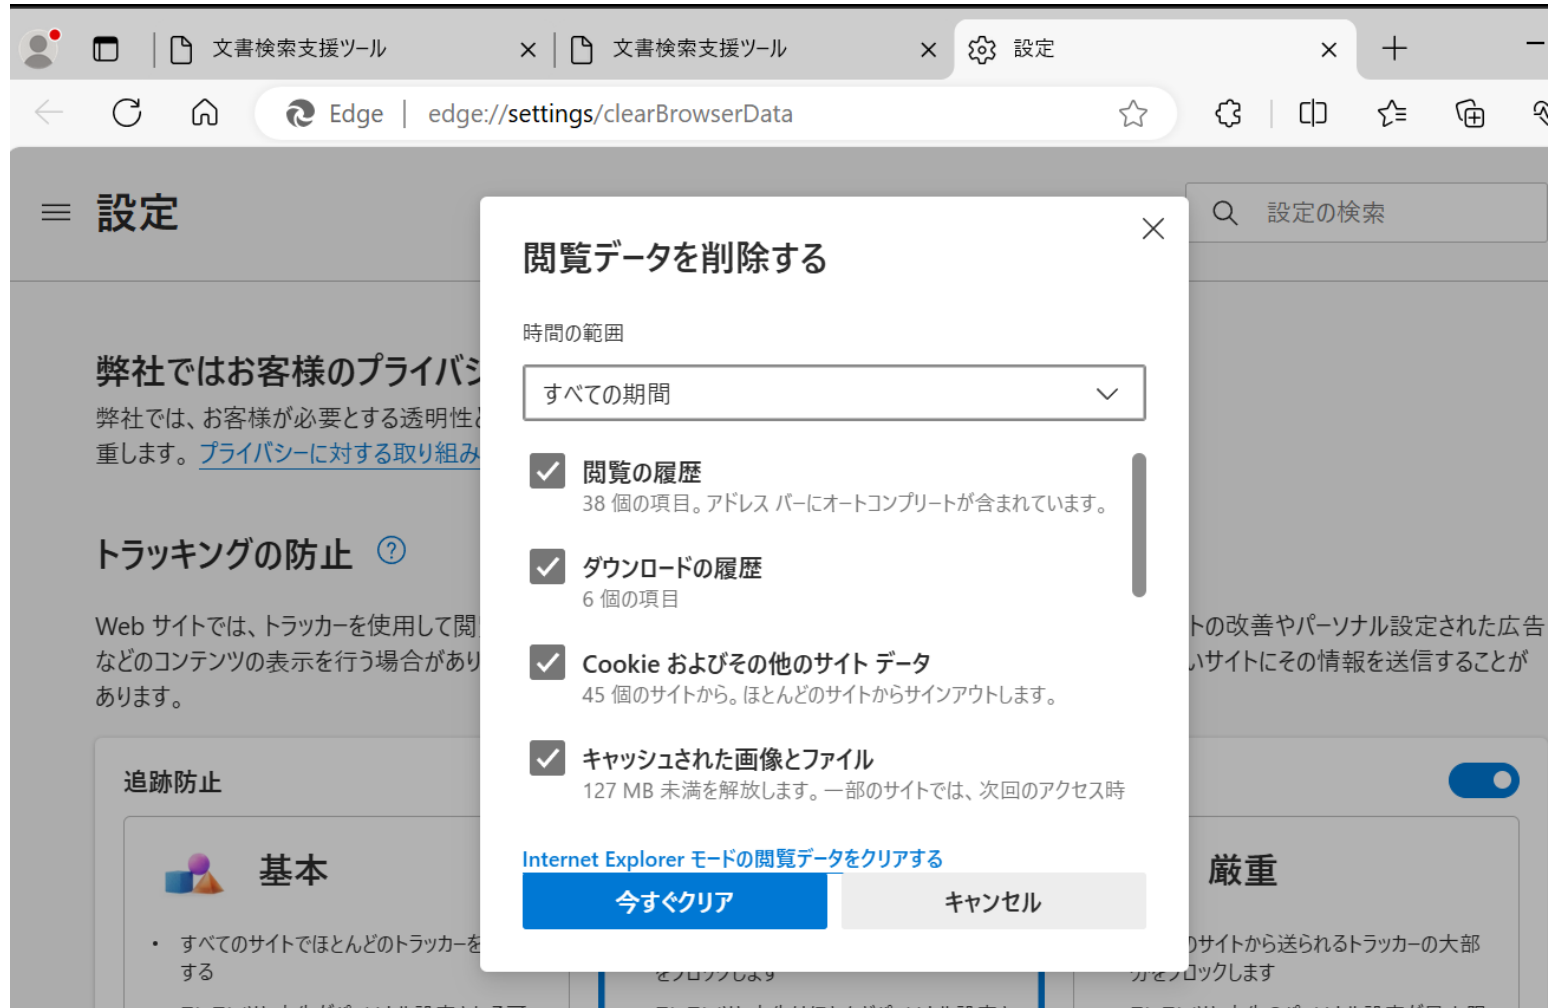 文書検索支援ツール
文書検索支援ツール
設定
Edge
edge://settings/clearBrowserData
設定
設定の検索
閲覧データを削除する
時間の範囲
すべての期間
閲覧の履歴
38 個の項目。アドレス バーにオートコンプリートが含まれています。
ダウンロードの履歴
6 個の項目
Cookie およびその他のサイト データ
45 個のサイトから。ほとんどのサイトからサインアウトします。
キャッシュされた画像とファイル
127 MB 未満を解放します。一部のサイトでは、次回のアクセス時
Internet Explorer モードの閲覧データをクリアする
今すぐクリア
キャンセル
弊社ではお客様のプライバシ
弊社では、お客様が必要とする透明性と
重します。プライバシーに対する取り組み
トラッキングの防止
Web サイトでは、トラッカーを使用して閲
トの改善やパーソナル設定された広告
などのコンテンツの表示を行う場合があり
いサイトにその情報を送信することが
あります。
追跡防止
基本
厳重
• すべてのサイトでほとんどのトラッカーを
する
をブロックします
のサイトから送られるトラッカーの大部
分をブロックします